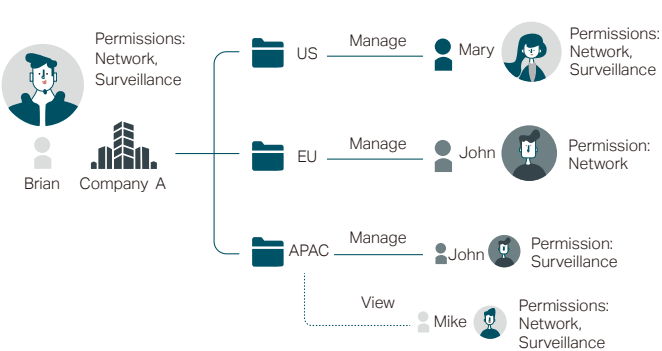 Permissions:
Network,
Surveillance
Brian
Company A
US
Manage
Mary
Permissions:
Network,
Surveillance
EU
Manage
John
Permission:
Network
APAC
Manage
John
Permission:
Surveillance
View
Mike
Permissions:
Network,
Surveillance